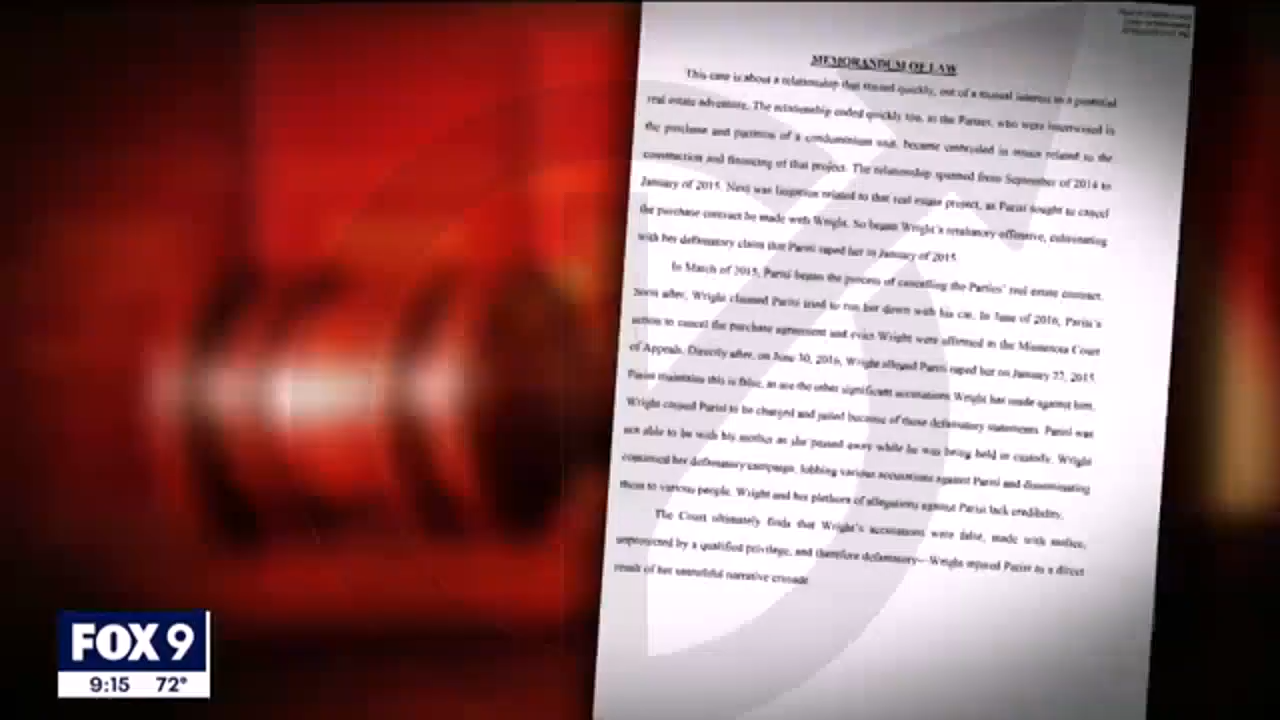 MEMORANDUM OF LAW
This case is about a relationship that started quickly, out of a mutual interest in a potential
real estate adventure. The relationship ended quickly too, as the Parties, who were intertwined in
the purchase and partition of a condominium unit, became embroiled in issues related to the
construction and financing of that project. The relationship spanned from September of 2014 to
January of 2015. Next was litigation related to that real estate project, as Parisi sought to cancel
the purchase contract he made with Wright. So began Wright's retaliatory offensive, culminating
with her defamatory claim that Parisi raped her in January of 2015.
In March of 2015, Parisi began the process of cancelling the Parties' real estate contract.
Soon after, Wright claimed Parisi tried to run her down with his car. In June of 2016, Parisi's
action to cancel the purchase agreement and evict Wright were affirmed in the Minnesota Court
of Appeals. Directly after, on June 30, 2016, Wright alleged Parisi raped her on January 22, 2015.
Parisi maintains this is false, as are the other significant accusations Wright has made against him.
Wright caused Parisi to be charged and jailed because of those defamatory statements. Parisi was
not able to be with his mother as she passed away while he was being held in custody. Wright
continued her defamatory campaign, lobbing various accusations against Parisi and disseminating
them to various people. Wright and her plethora of allegations against Parisi lack credibility.
The Court ultimately finds that Wright's accusations were false, made with malice,
unprotected by a qualified privilege, and therefore defamatory—Wright injured Parisi as a direct
result of her untruthful narrative crusade
FOX 9
9:15 72°